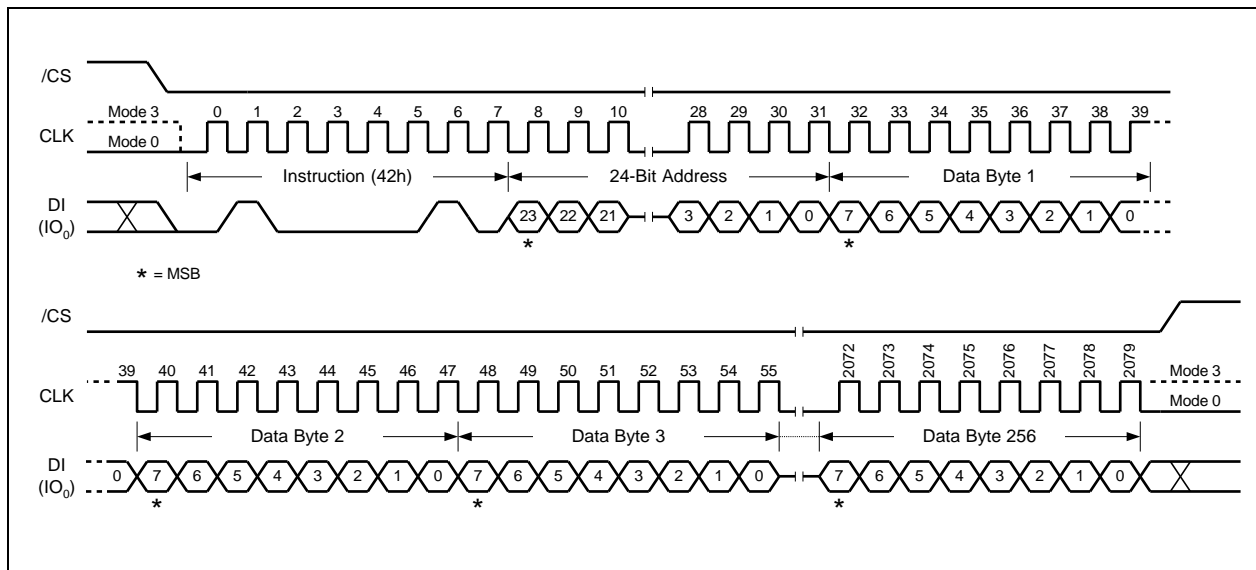 /CS
Mode 3 0 1 2 3 4 5 6 7 8 9 10 28 29 30 31 32 33 34 35 36 37 38 39
CLK
Mode 0
Instruction (42h) 24-Bit Address Data Byte 1
DI
(IO₀)
23 22 21 3 2 1 0 7 6 5 4 3 2 1 0
* *
* = MSB
/CS
39 40 41 42 43 44 45 46 47 48 49 50 51 52 53 54 55 2072 2073 2074 2075 2076 2077 2078 2079 Mode 3
CLK
Mode 0
Data Byte 2 Data Byte 3 Data Byte 256
DI
(IO₀)
0 7 6 5 4 3 2 1 0 7 6 5 4 3 2 1 0 7 6 5 4 3 2 1 0
* * *